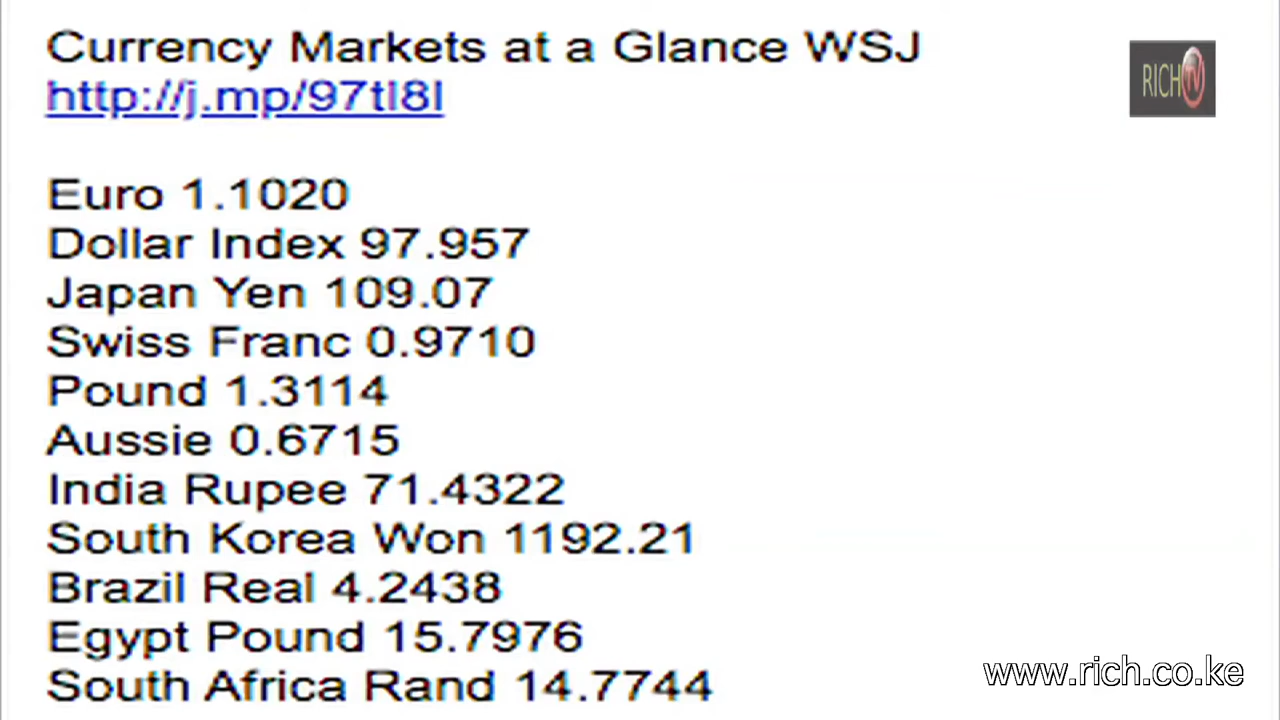 Currency Markets at a Glance WSJ
http://j.mp/97tI8I
RICH TV
Euro 1.1020
Dollar Index 97.957
Japan Yen 109.07
Swiss Franc 0.9710
Pound 1.3114
Aussie 0.6715
India Rupee 71.4322
South Korea Won 1192.21
Brazil Real 4.2438
Egypt Pound 15.7976
South Africa Rand 14.7744
www.rich.co.ke